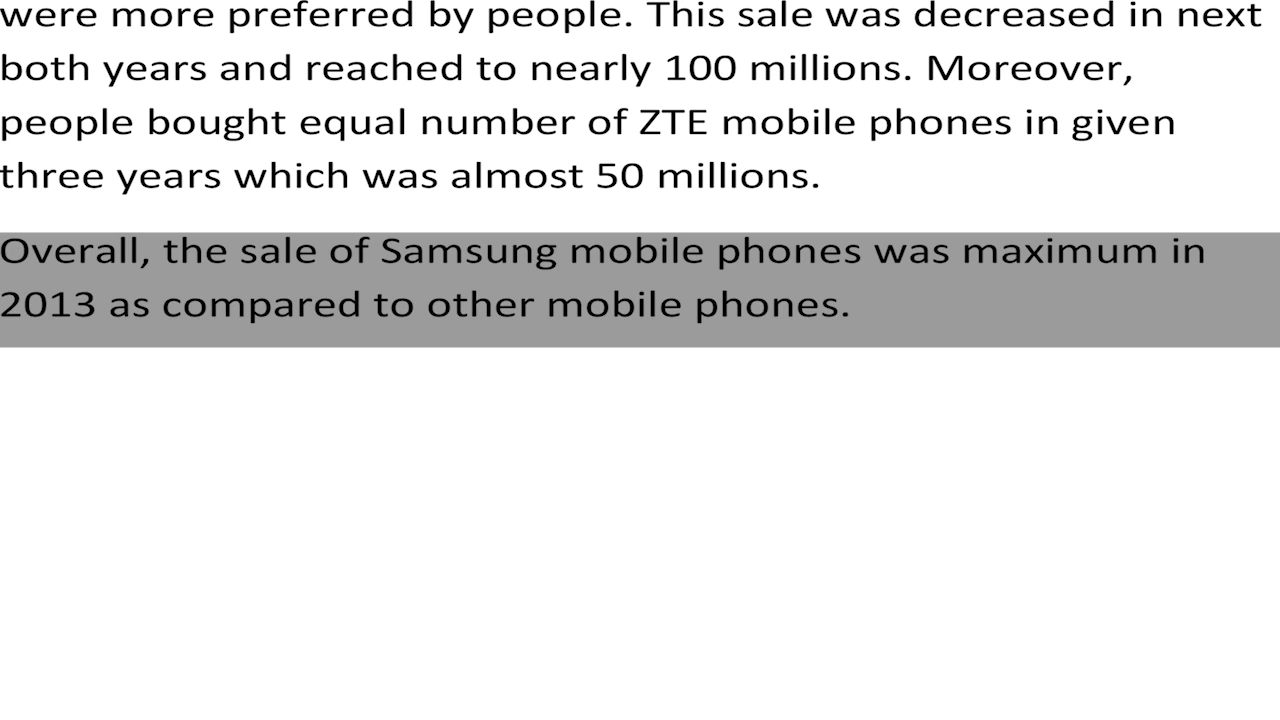 were more preferred by people. This sale was decreased in next
both years and reached to nearly 100 millions. Moreover,
people bought equal number of ZTE mobile phones in given
three years which was almost 50 millions.
Overall, the sale of Samsung mobile phones was maximum in
2013 as compared to other mobile phones.